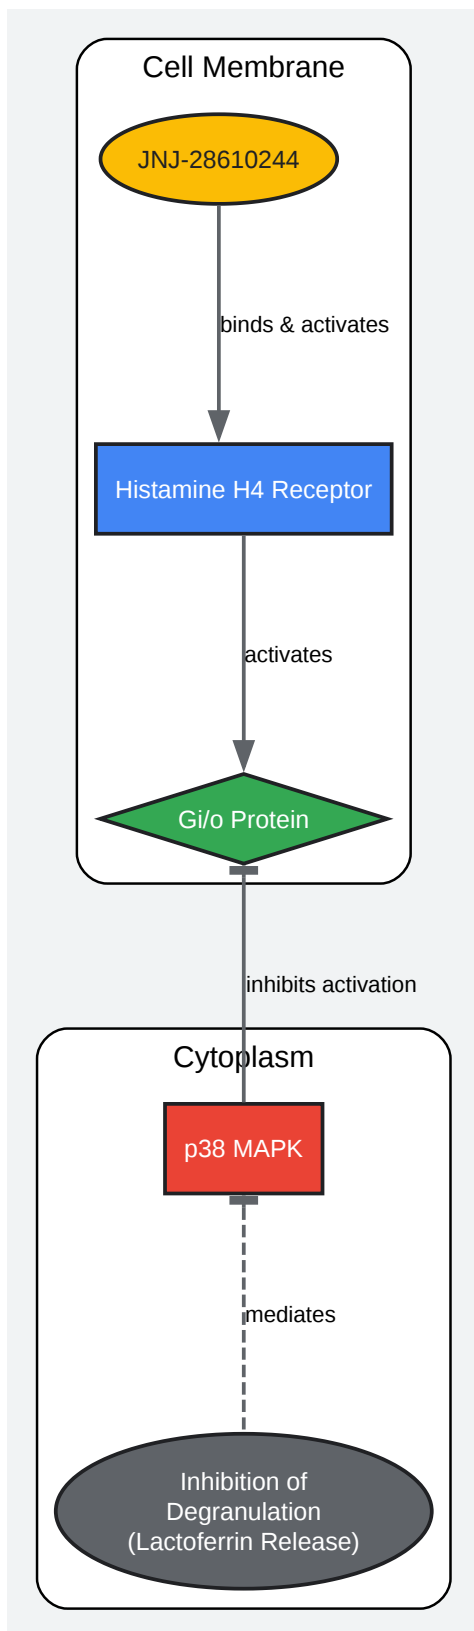 Cell Membrane
JNJ-28610244
binds & activates
Histamine H4 Receptor
activates
Gi/o Protein
inhibits activation
Cytoplasm
p38 MAPK
mediates
Inhibition of
Degranulation
(Lactoferrin Release)